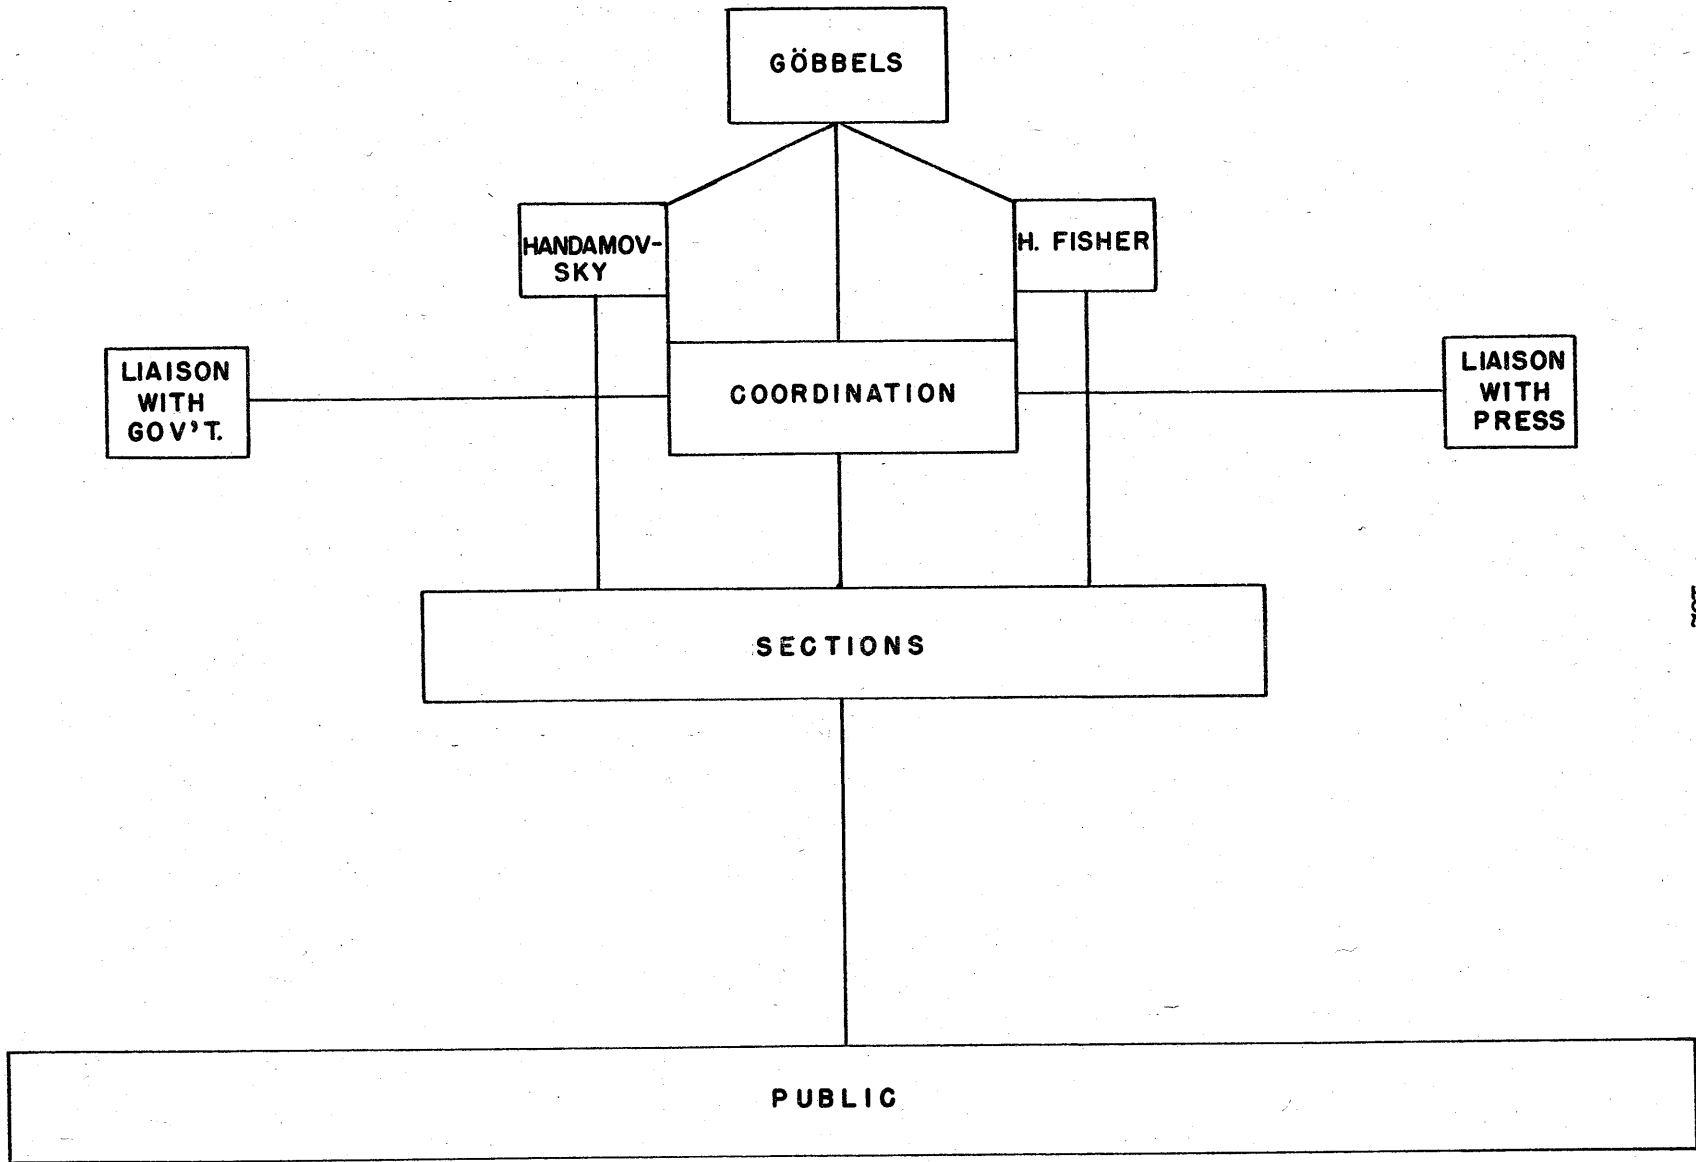 GÖBBELS
HANDAMOV-
SKY
H. FISHER
LIAISON
WITH
GOV'T.
COORDINATION
LIAISON
WITH
PRESS
SECTIONS
PUBLIC